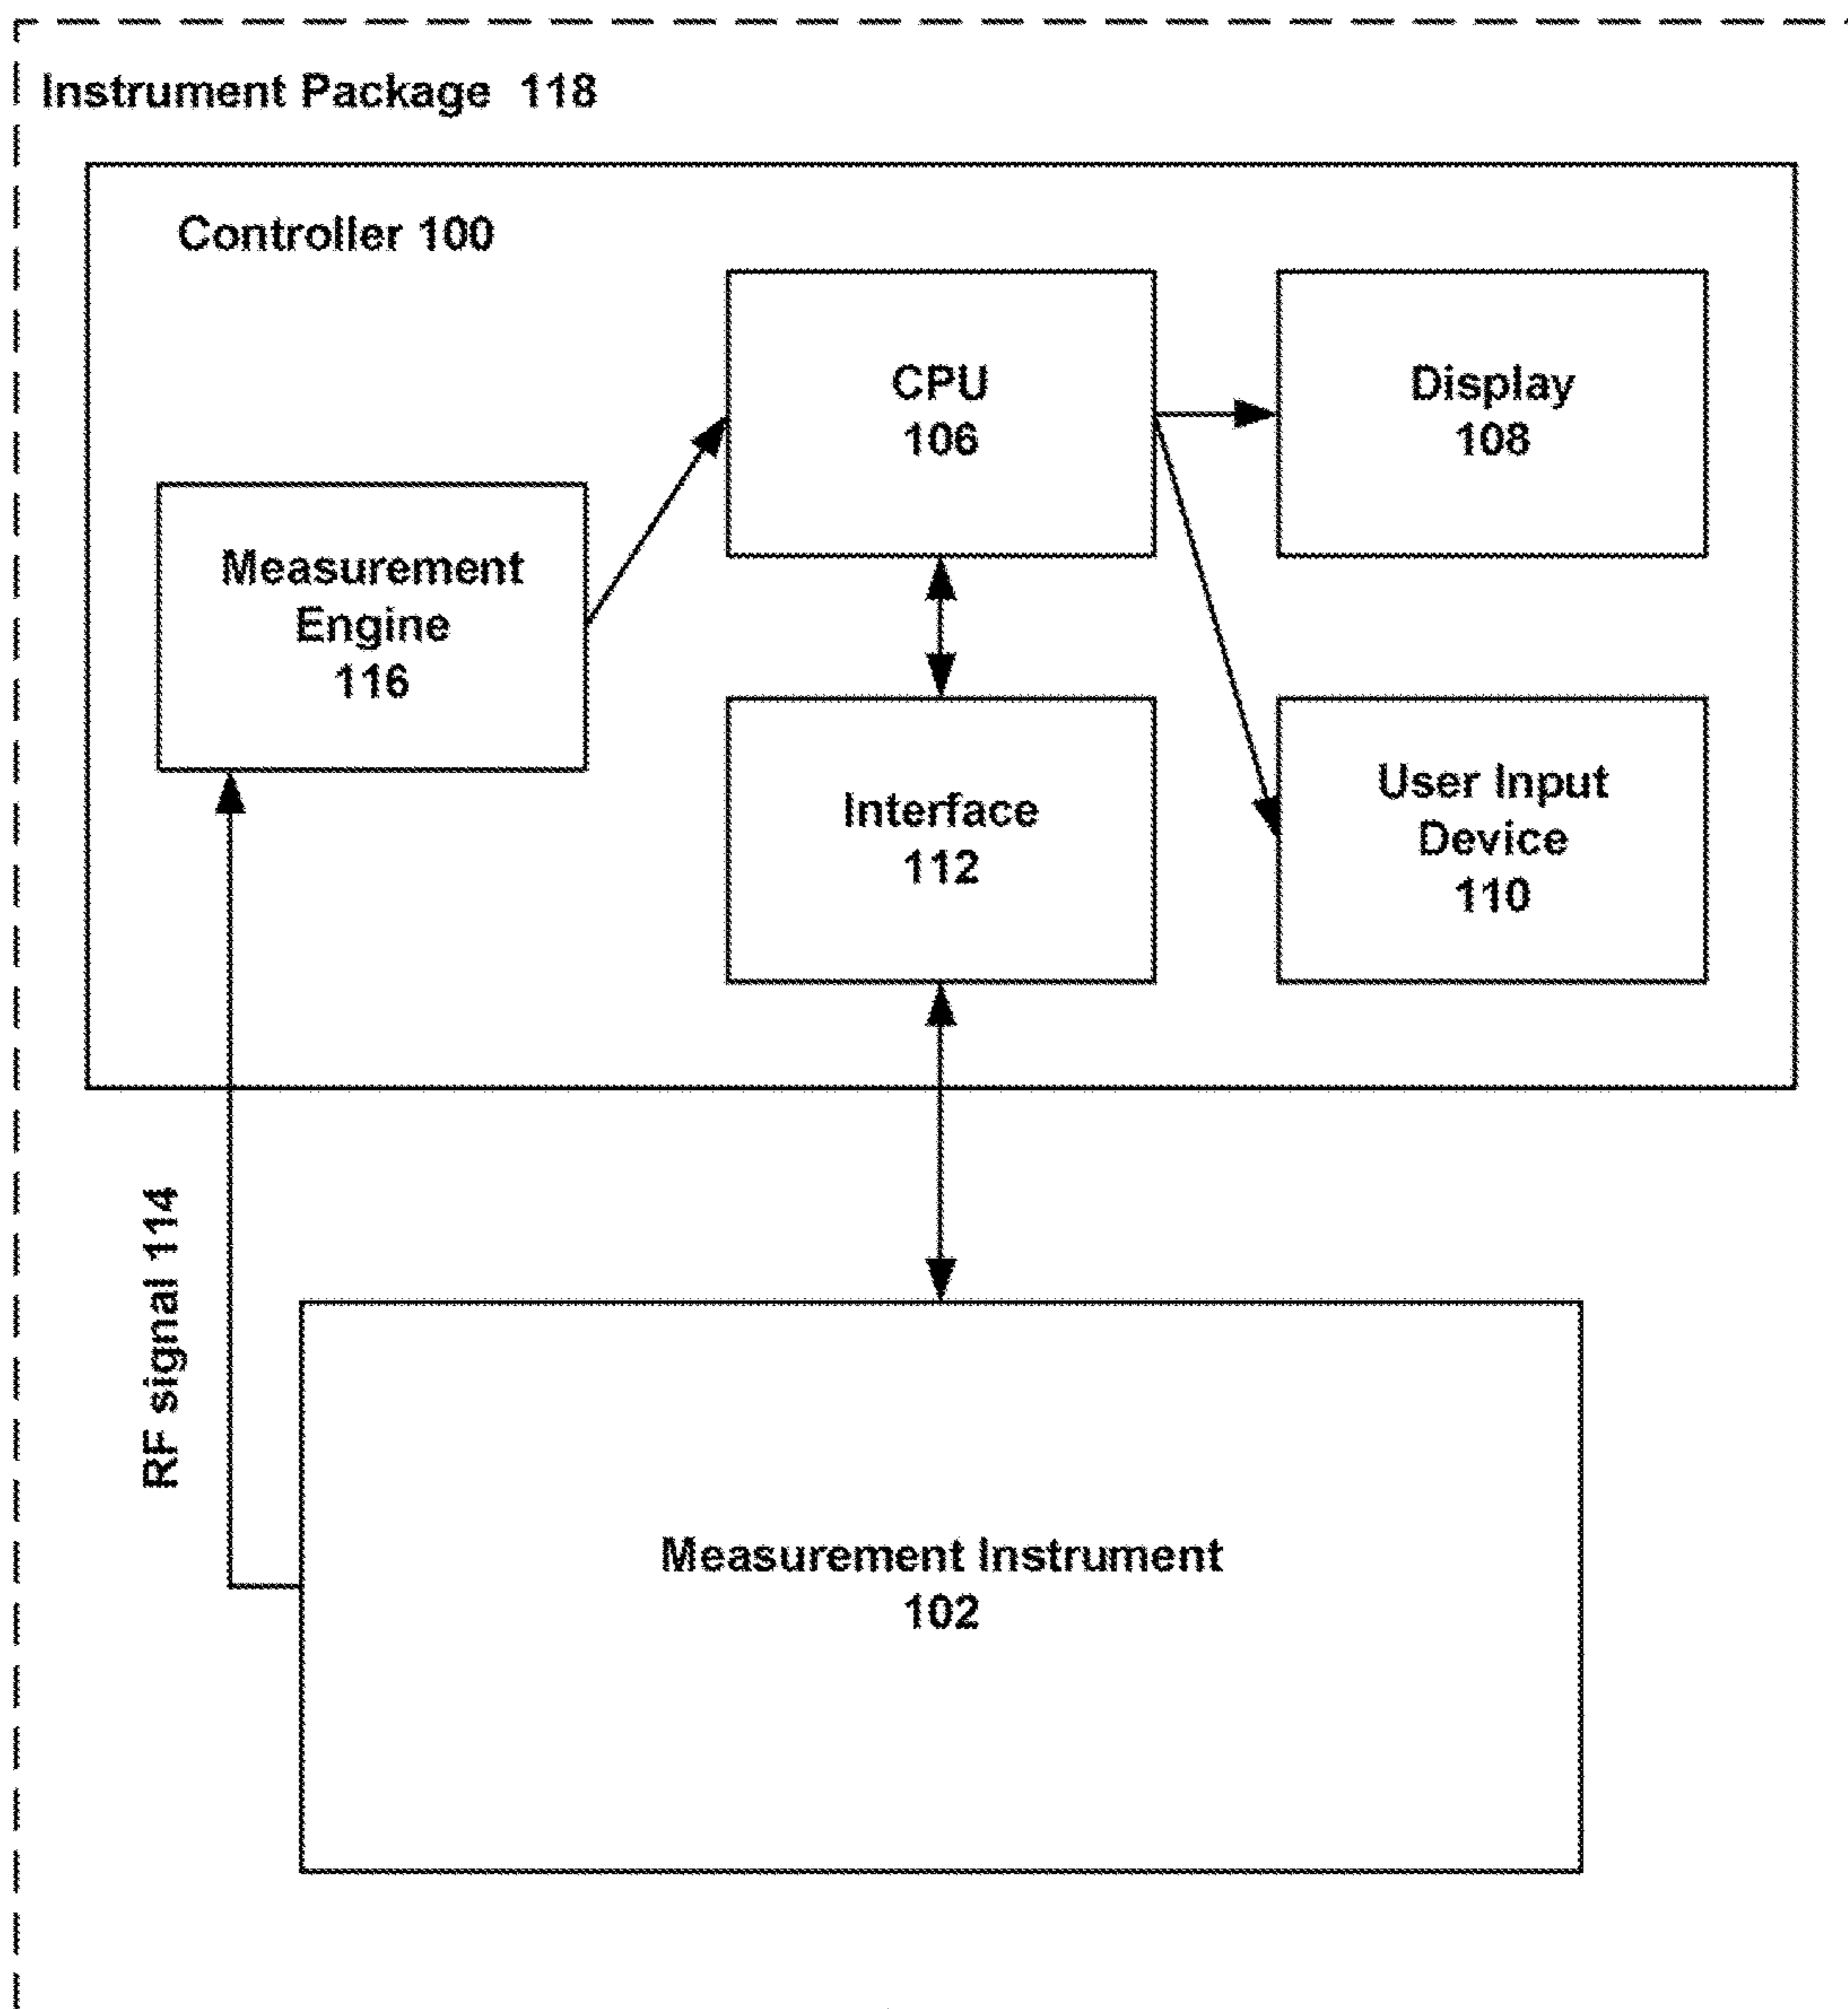 Instrument Package 118
Controller 100
CPU
106
Display
108
Measurement
Engine
116
Interface
112
User Input
Device
110
RF signal 114
Measurement Instrument
102